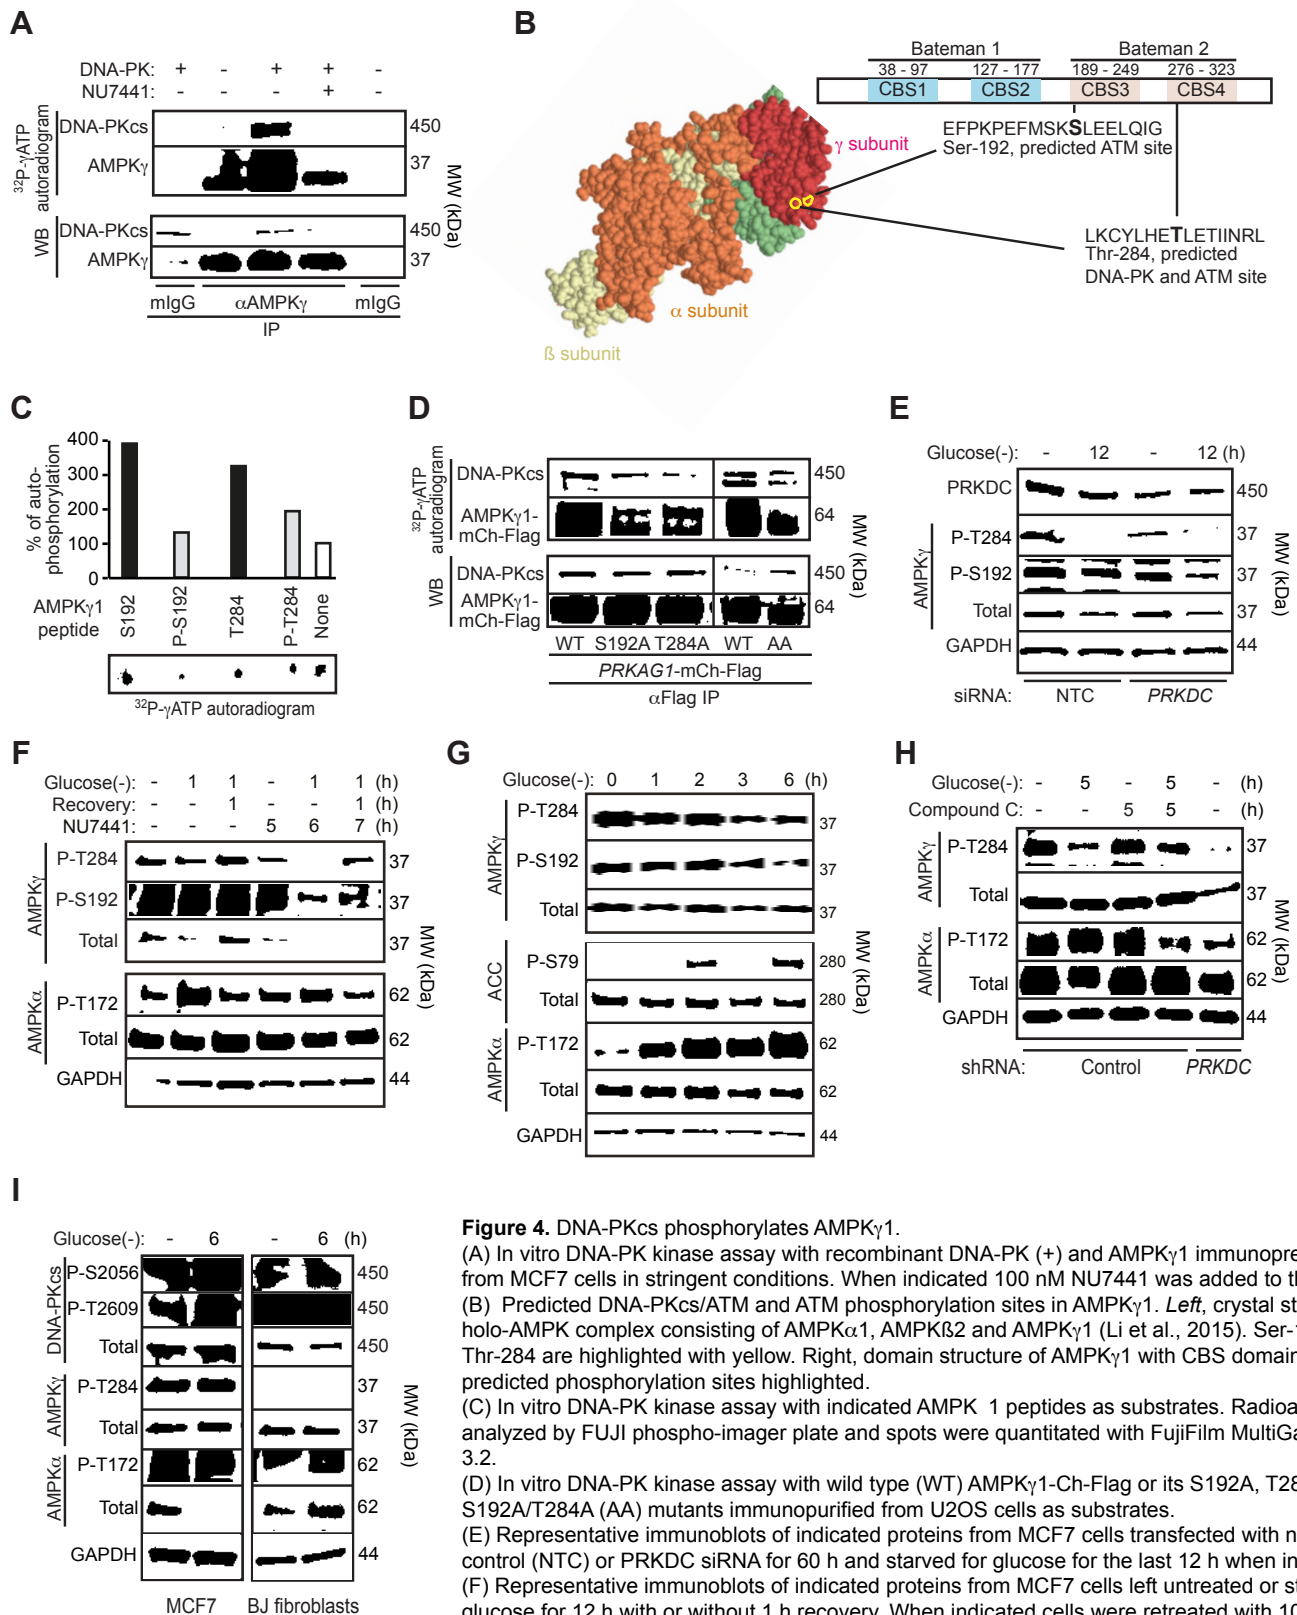 A
DNA-PK: + - + + -
NU7441: - - - + -
32P-γATP autoradiogram
DNA-PKcs 450
AMPKγ 37
WB
DNA-PKcs 450
AMPKγ 37
MW (kDa)
mIgG αAMPKγ mIgG
IP
B
Bateman 1 Bateman 2
38 - 97 127 - 177 189 - 249 276 - 323
CBS1 CBS2 CBS3 CBS4
EFPKPEFMSKSLEELQIG
Ser-192, predicted ATM site
γ subunit
LKCYLHETLETIINRL
Thr-284, predicted
DNA-PK and ATM site
α subunit
ß subunit
C
% of auto-phosphorylation
400
300
200
100
0
AMPKγ1 peptide
S192 P-S192 T284 P-T284 None
32P-γATP autoradiogram
D
32P-γATP autoradiogram
DNA-PKcs 450
AMPKγ1-mCh-Flag 64
WB
DNA-PKcs 450
AMPKγ1-mCh-Flag 64
MW (kDa)
WT S192A T284A WT AA
PRKAG1-mCh-Flag
αFlag IP
E
Glucose(-): - 12 - 12 (h)
PRKDC 450
AMPKγ
P-T284 37
P-S192 37
Total 37
GAPDH 44
MW (kDa)
siRNA: NTC PRKDC
F
Glucose(-): - 1 1 - 1 1 (h)
Recovery: - - 1 - - 1 (h)
NU7441: - - - 5 6 7 (h)
AMPKγ
P-T284 37
P-S192 37
Total 37
AMPKα
P-T172 62
Total 62
GAPDH 44
MW (kDa)
G
Glucose(-): 0 1 2 3 6 (h)
AMPKγ
P-T284 37
P-S192 37
Total 37
ACC
P-S79 280
Total 280
AMPKα
P-T172 62
Total 62
GAPDH 44
MW (kDa)
H
Glucose(-): - 5 - 5 - (h)
Compound C: - - 5 5 - (h)
AMPKγ
P-T284 37
Total 37
AMPKα
P-T172 62
Total 62
GAPDH 44
MW (kDa)
shRNA: Control PRKDC
I
Glucose(-): - 6 - 6 (h)
DNA-PKcs
P-S2056 450
P-T2609 450
Total 450
AMPKγ
P-T284 37
Total 37
AMPKα
P-T172 62
Total 62
GAPDH 44
MW (kDa)
MCF7 BJ fibroblasts
Figure 4. DNA-PKcs phosphorylates AMPKγ1.
(A) In vitro DNA-PK kinase assay with recombinant DNA-PK (+) and AMPKγ1 immunopre
from MCF7 cells in stringent conditions. When indicated 100 nM NU7441 was added to th
(B) Predicted DNA-PKcs/ATM and ATM phosphorylation sites in AMPKγ1. Left, crystal st
holo-AMPK complex consisting of AMPKα1, AMPKß2 and AMPKγ1 (Li et al., 2015). Ser-
Thr-284 are highlighted with yellow. Right, domain structure of AMPKγ1 with CBS domain
predicted phosphorylation sites highlighted.
(C) In vitro DNA-PK kinase assay with indicated AMPK 1 peptides as substrates. Radioa
analyzed by FUJI phospho-imager plate and spots were quantitated with FujiFilm MultiGa
3.2.
(D) In vitro DNA-PK kinase assay with wild type (WT) AMPKγ1-Ch-Flag or its S192A, T28
S192A/T284A (AA) mutants immunopurified from U2OS cells as substrates.
(E) Representative immunoblots of indicated proteins from MCF7 cells transfected with n
control (NTC) or PRKDC siRNA for 60 h and starved for glucose for the last 12 h when in
(F) Representative immunoblots of indicated proteins from MCF7 cells left untreated or st
glucose for 12 h with or without 1 h recovery. When indicated cells were retreated with 10